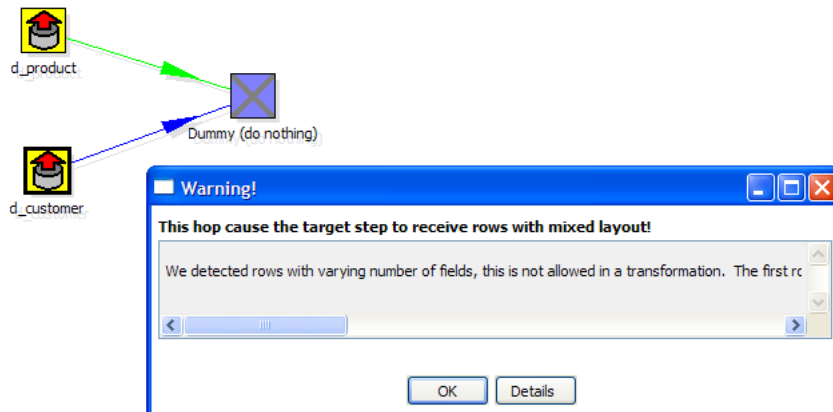 d_product
Dummy (do nothing)
d_customer
Warning!
This hop cause the target step to receive rows with mixed layout!
We detected rows with varying number of fields, this is not allowed in a transformation. The first
OK
Details